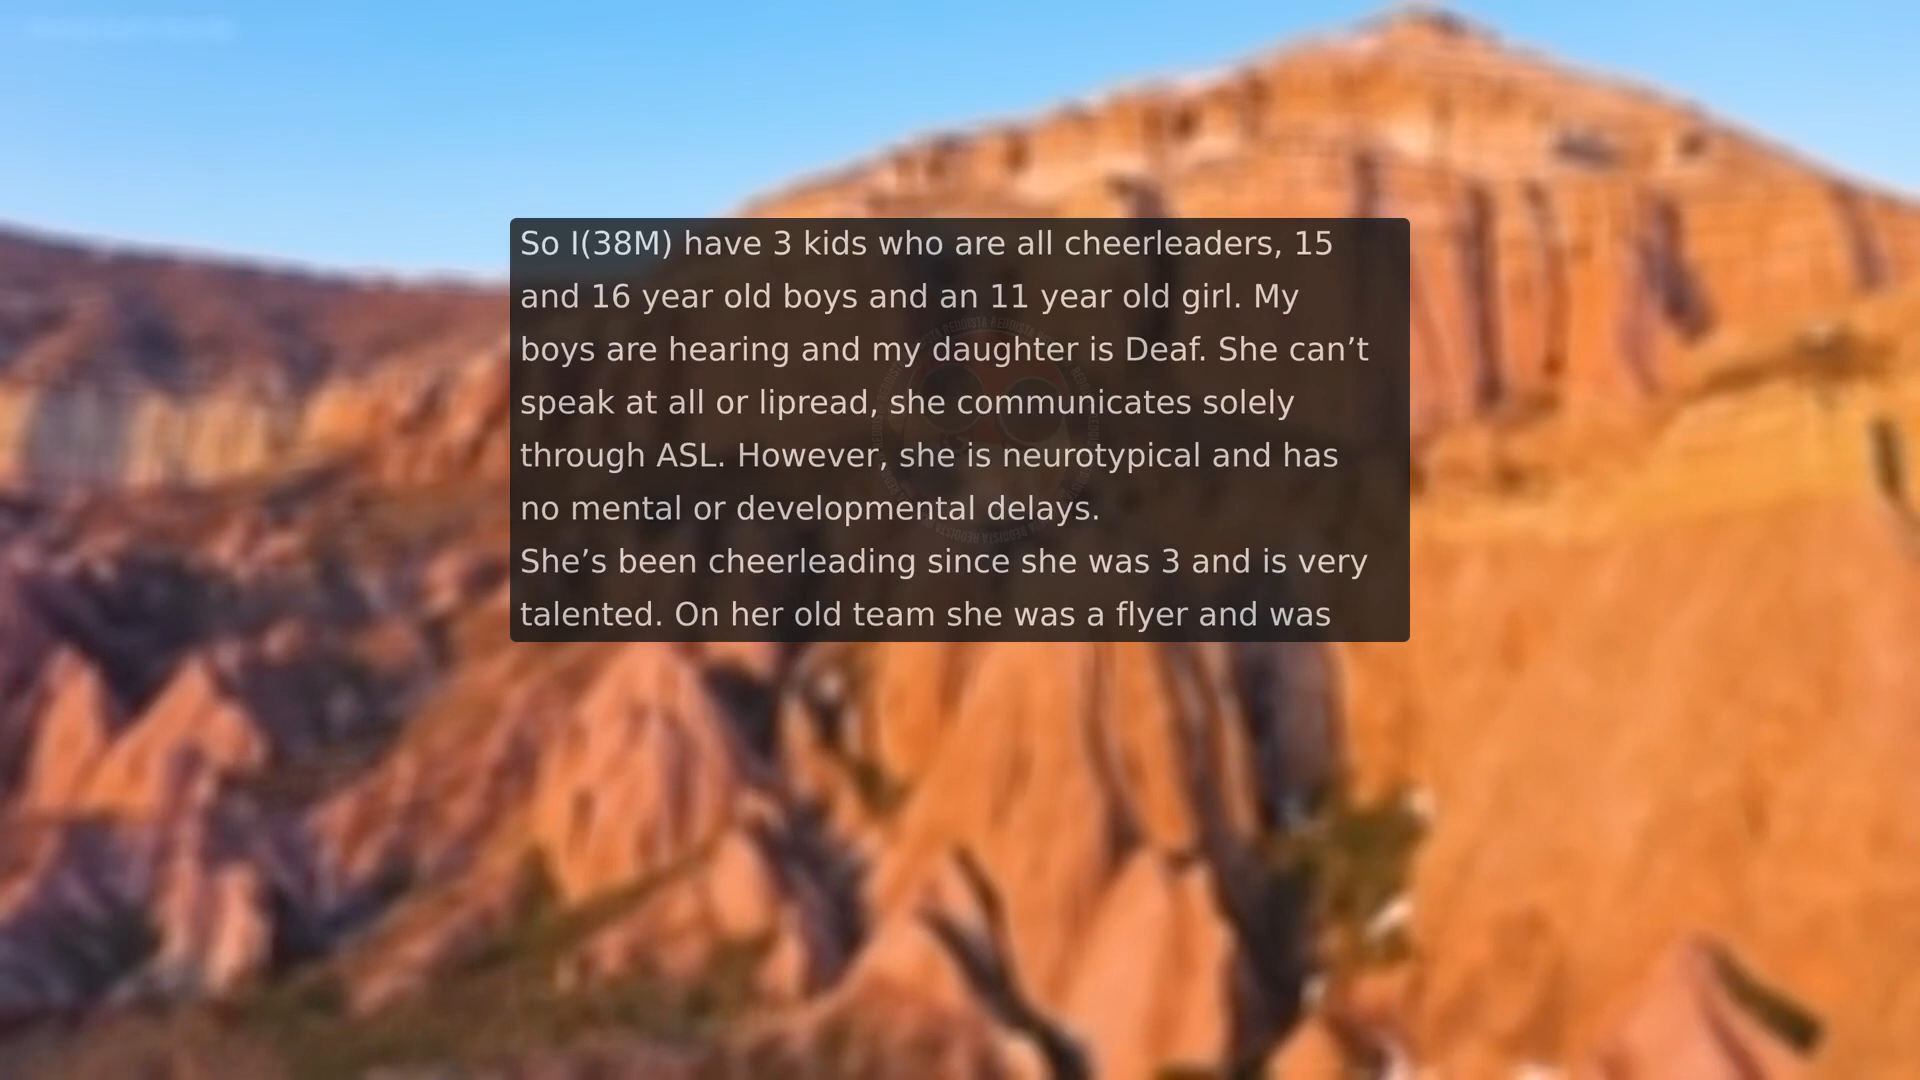 So I(38M) have 3 kids who are all cheerleaders, 15
and 16 year old boys and an 11 year old girl. My
boys are hearing and my daughter is Deaf. She can’t
speak at all or lipread, she communicates solely
through ASL. However, she is neurotypical and has
no mental or developmental delays.
She’s been cheerleading since she was 3 and is very
talented. On her old team she was a flyer and was